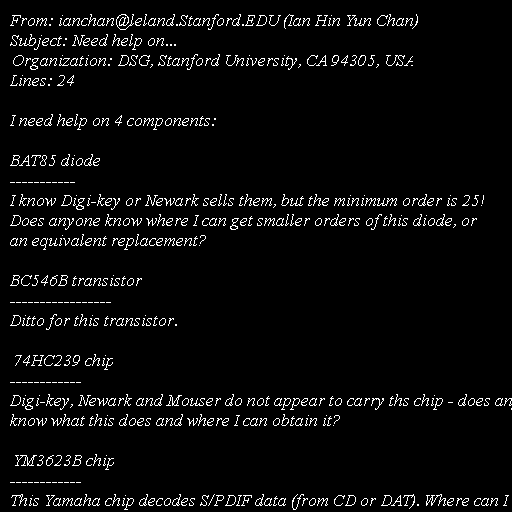 From: ianchan@leland.Stanford.EDU (Ian Hin Yun Chan)
Subject: Need help on...
Organization: DSG, Stanford University, CA 94305, USA
Lines: 24
I need help on 4 components:
BAT85 diode
-----------
I know Digi-key or Newark sells them, but the minimum order is 25!
Does anyone know where I can get smaller orders of this diode, or
an equivalent replacement?
BC546B transistor
-----------------
Ditto for this transistor.
74HC239 chip
------------
Digi-key, Newark and Mouser do not appear to carry ths chip - does
know what this does and where I can obtain it?
YM3623B chip
------------
This Yamaha chip decodes S/PDIF data (from CD or DAT). Where can I